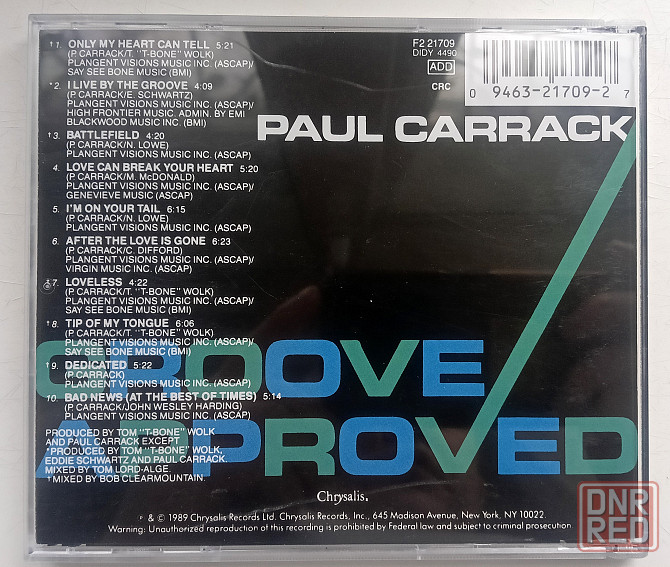 †1. ONLY MY HEART CAN TELL 5:21
(P. CARRACK/T. "T-BONE" WOLK)
PLANGENT VISIONS MUSIC INC. (ASCAP)/
SAY SEE BONE MUSIC (BMI)
*2. I LIVE BY THE GROOVE 4:09
(P. CARRACK/E. SCHWARTZ)
PLANGENT VISIONS MUSIC INC. (ASCAP)/
HIGH FRONTIER MUSIC. ADMIN. BY EMI
BLACKWOOD MUSIC INC. (BMI)
†3. BATTLEFIELD 4:20
(P. CARRACK/N. LOWE)
PLANGENT VISIONS MUSIC INC. (ASCAP)
4. LOVE CAN BREAK YOUR HEART 5:20
(P. CARRACK/M. McDONALD)
PLANGENT VISIONS MUSIC INC. (ASCAP)/
GENEVIEVE MUSIC (ASCAP)
5. I'M ON YOUR TAIL 6:15
(P. CARRACK/N. LOWE)
PLANGENT VISIONS MUSIC INC. (ASCAP)
6. AFTER THE LOVE IS GONE 6:23
(P. CARRACK/C. DIFFORD)
PLANGENT VISIONS MUSIC INC. (ASCAP)/
VIRGIN MUSIC INC. (ASCAP)
7. LOVELESS 4:22
(P. CARRACK/T. "T-BONE" WOLK)
PLANGENT VISIONS MUSIC INC. (ASCAP)/
SAY SEE BONE MUSIC (BMI)
†8. TIP OF MY TONGUE 6:06
(P. CARRACK/T. "T-BONE" WOLK)
PLANGENT VISIONS MUSIC INC. (ASCAP)/
SAY SEE BONE MUSIC (BMI)
9. DEDICATED 5:22
(P. CARRACK)
PLANGENT VISIONS MUSIC INC. (ASCAP)
10. BAD NEWS (AT THE BEST OF TIMES) 5:14
(P. CARRACK/JOHN WESLEY HARDING)
PLANGENT VISIONS MUSIC INC. (ASCAP)
PRODUCED BY TOM "T-BONE" WOLK
AND PAUL CARRACK EXCEPT
*PRODUCED BY TOM "T-BONE" WOLK,
EDDIE SCHWARTZ AND PAUL CARRACK.
MIXED BY TOM LORD-ALGE.
†MIXED BY BOB CLEARMOUNTAIN.
F2 21709
DIDY 4490
ADD
CRC
0 9463-21709-2 7
PAUL CARRACK
GROOVE
APPROVED
Chrysalis.
℗ & © 1989 Chrysalis Records Ltd. Chrysalis Records, Inc., 645 Madison Avenue, New York, NY 10022.
Warning: Unauthorized reproduction of this recording is prohibited by Federal law and subject to criminal prosecution.
DNR
RED